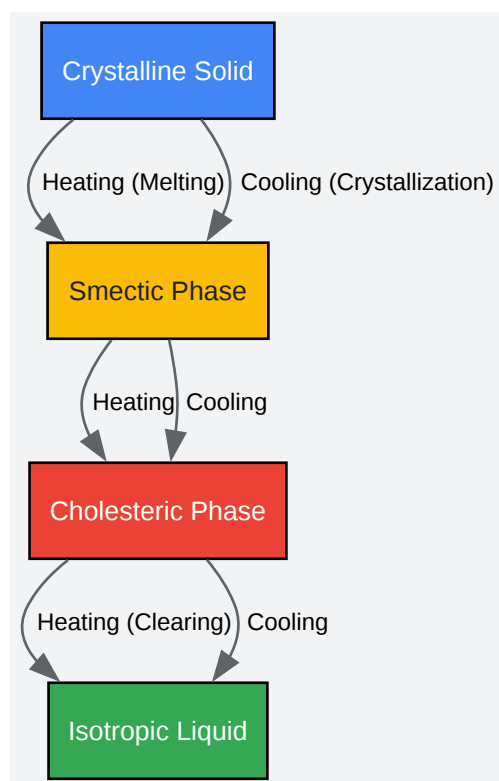 Crystalline Solid
Heating (Melting)
Cooling (Crystallization)
Smectic Phase
Heating
Cooling
Cholesteric Phase
Heating (Clearing)
Cooling
Isotropic Liquid